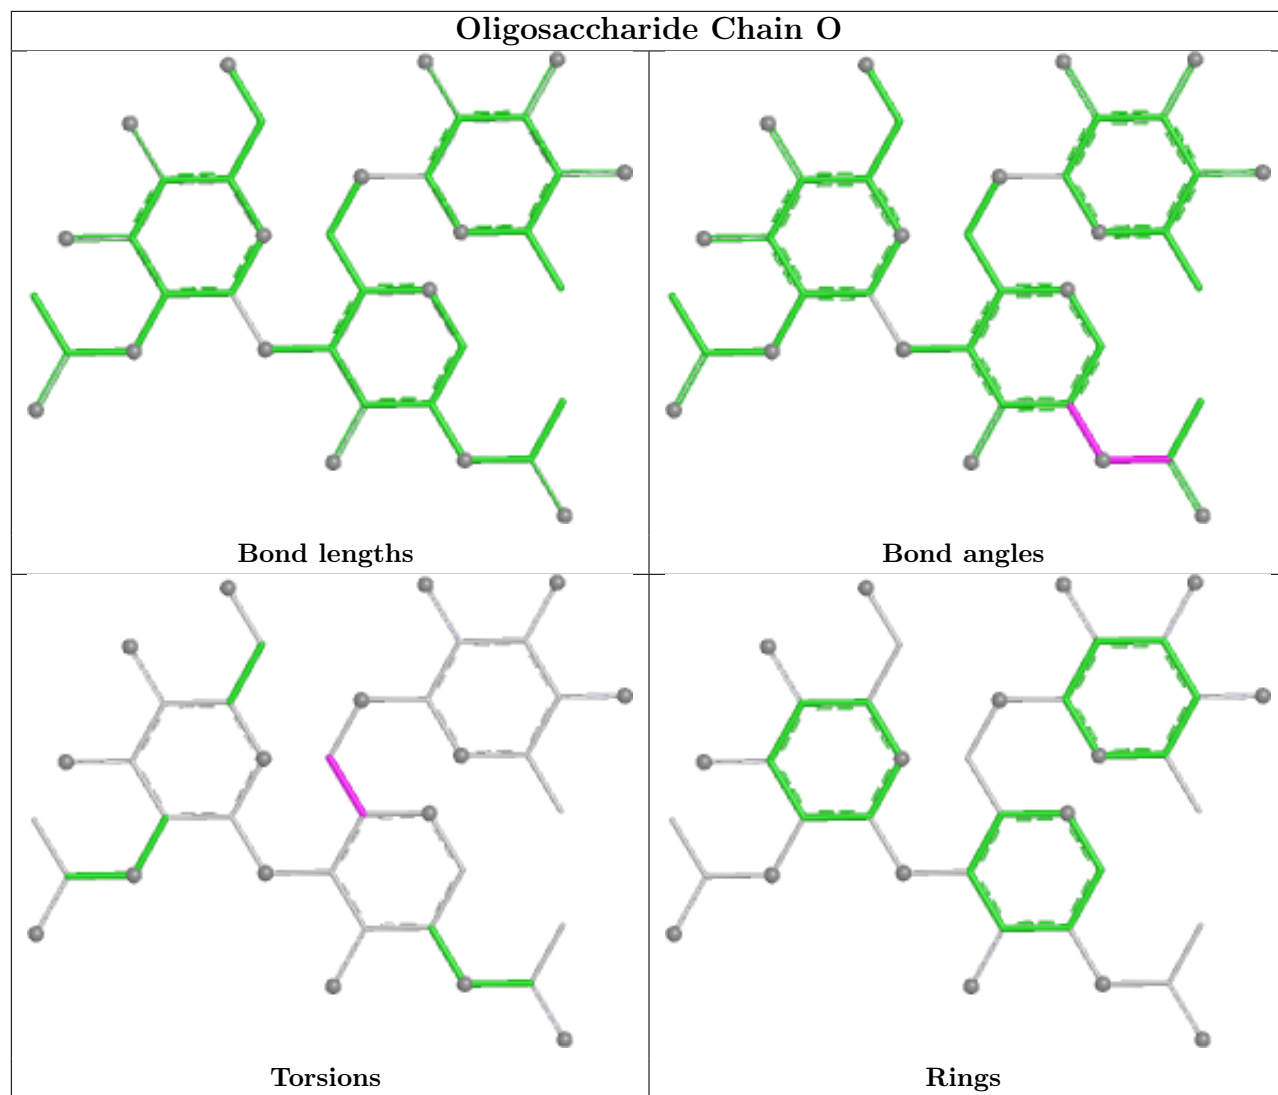 Oligosaccharide Chain O
Bond lengths
Bond angles
Torsions
Rings